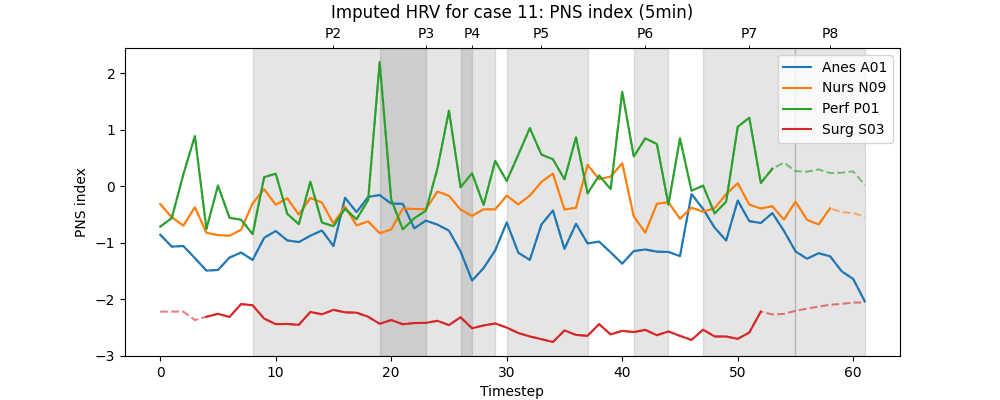 Imputed HRV for case 11: PNS index (5min)
P2 P3 P4 P5 P6 P7 P8
Anes A01
Nurs N09
Perf P01
Surg S03
PNS index
2
1
0
−1
−2
−3
0 10 20 30 40 50 60
Timestep